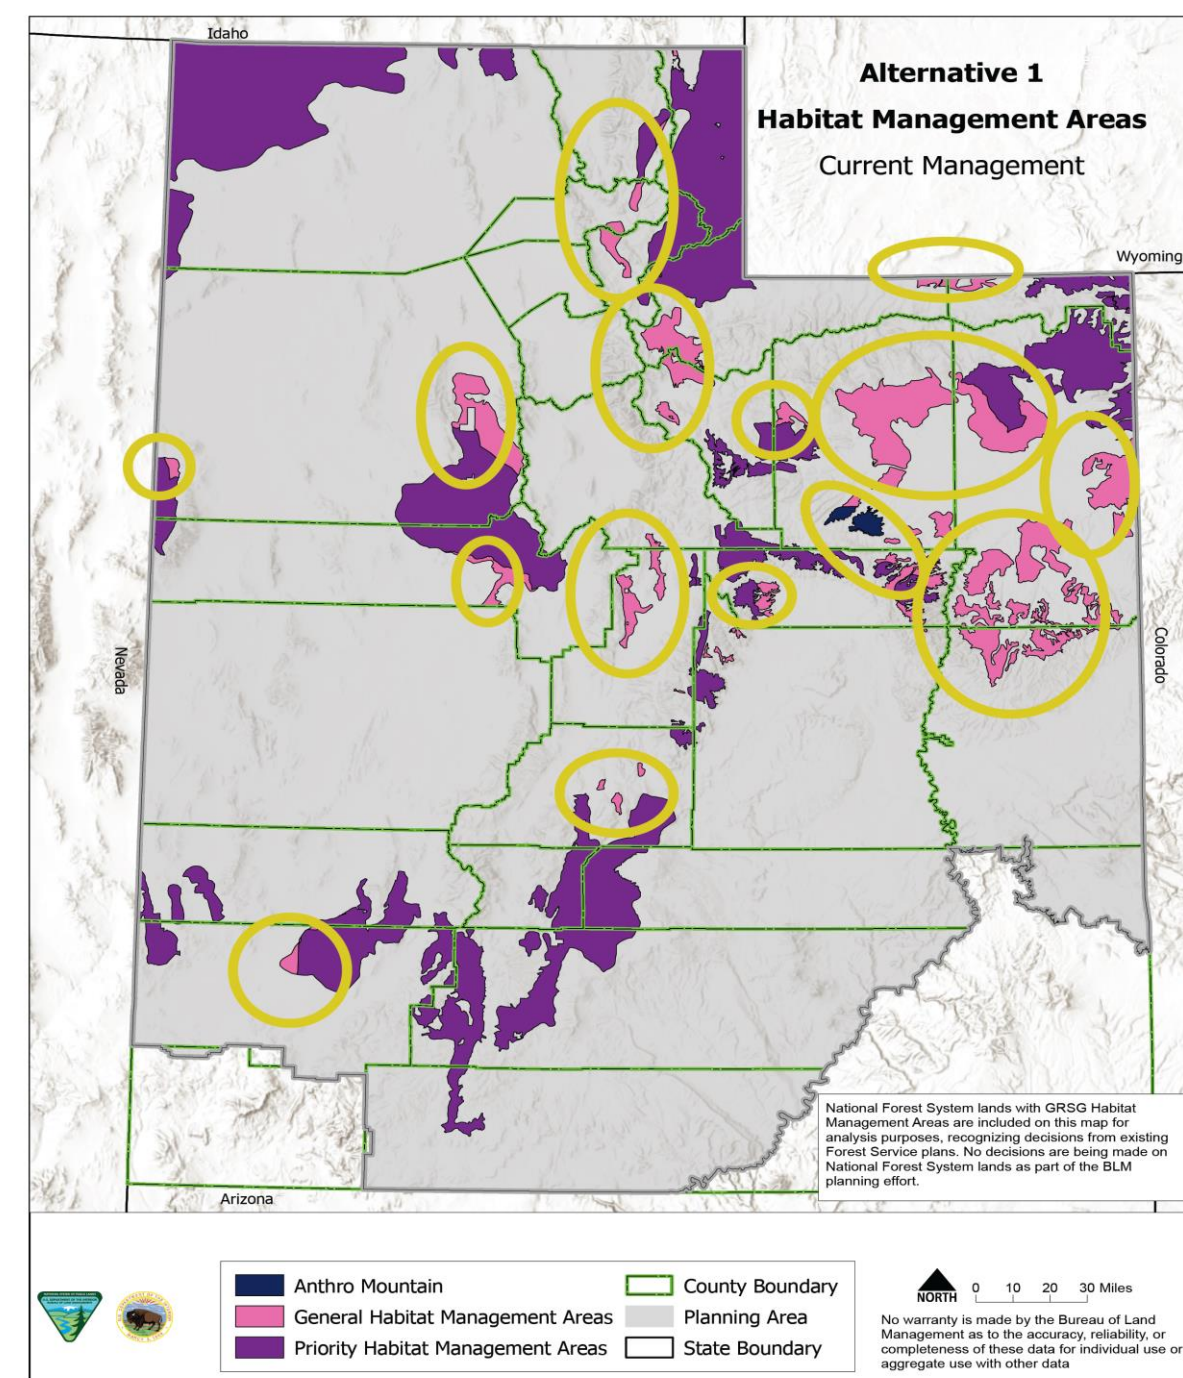 Idaho
Alternative 1
Habitat Management Areas
Current Management
Wyoming
Nevada
Colorado
National Forest System lands with GRSG Habitat
Management Areas are included on this map for
analysis purposes, recognizing decisions from existing
Forest Service plans. No decisions are being made on
National Forest System lands as part of the BLM
planning effort.
Arizona
Anthro Mountain
General Habitat Management Areas
Priority Habitat Management Areas
County Boundary
Planning Area
State Boundary
NORTH
0 10 20 30 Miles
No warranty is made by the Bureau of Land
Management as to the accuracy, reliability, or
completeness of these data for individual use or
aggregate use with other data